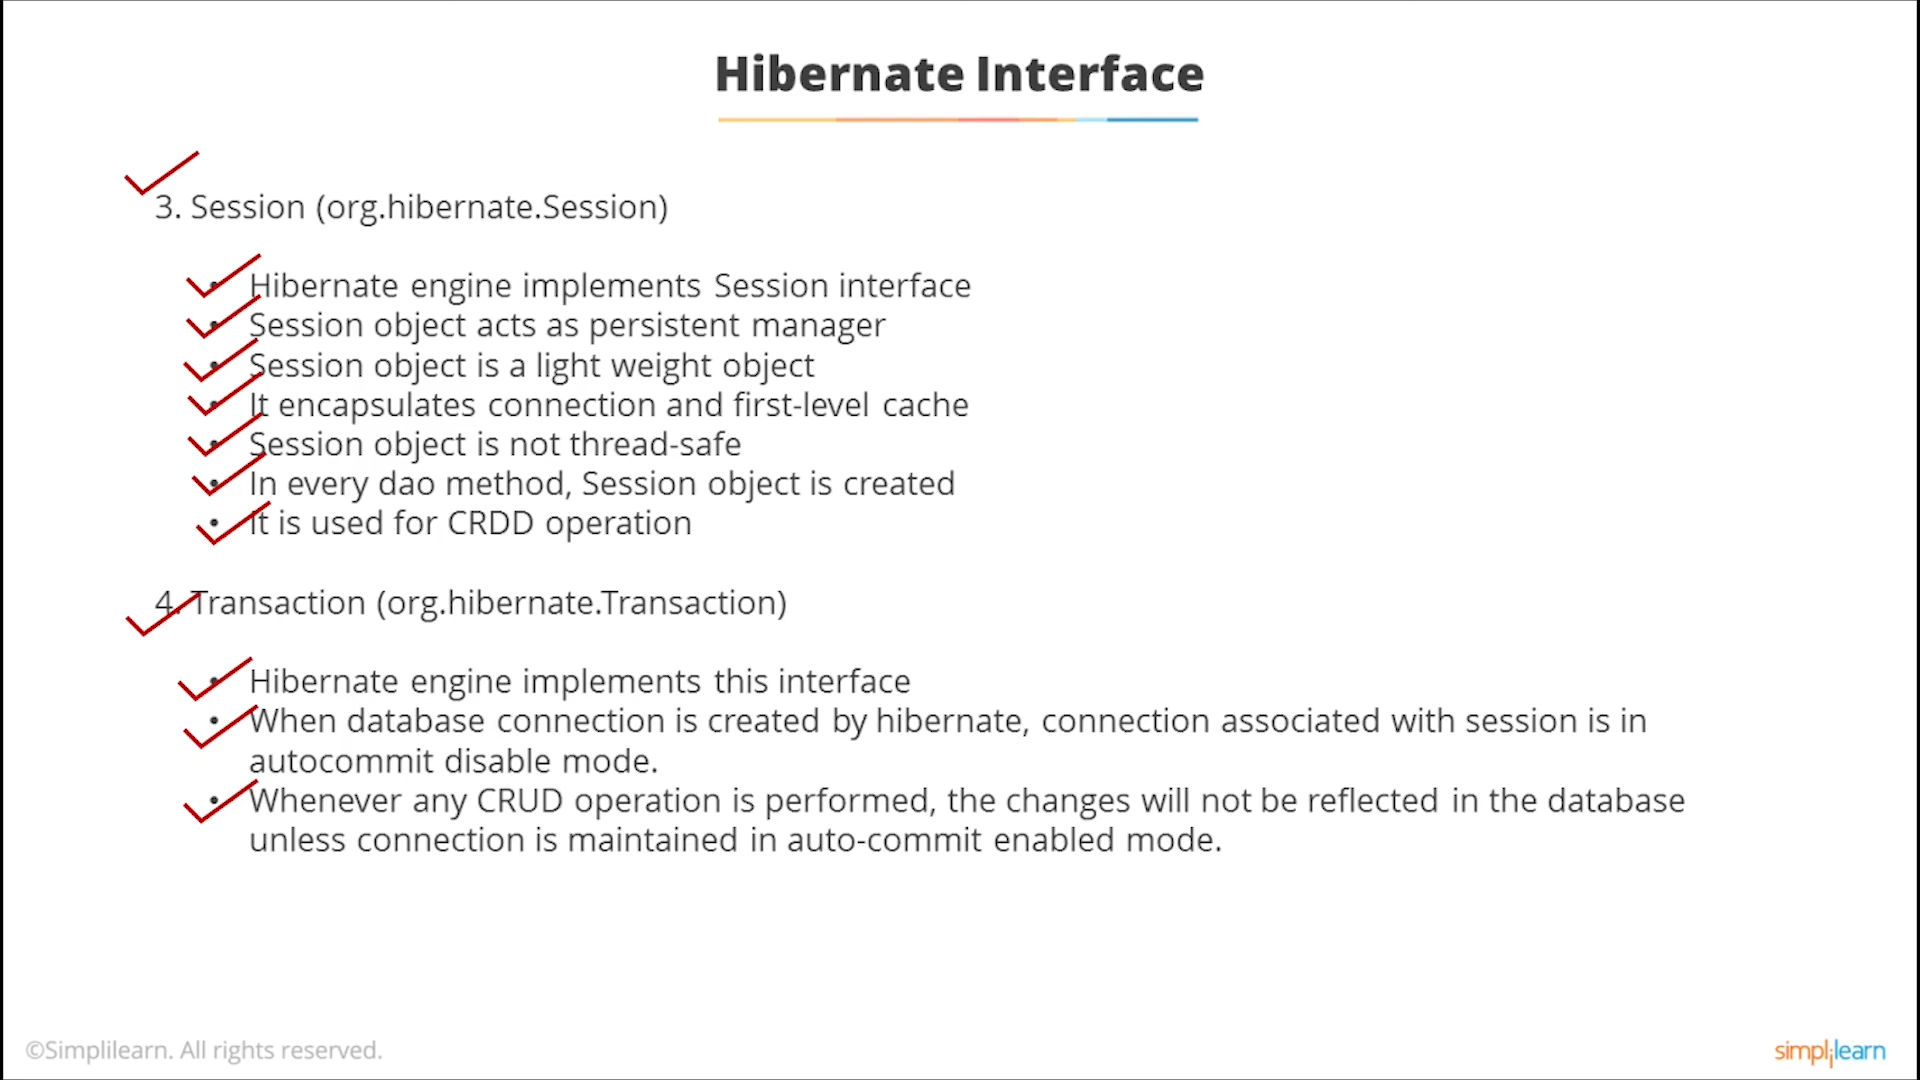 Hibernate Interface
3. Session (org.hibernate.Session)
• Hibernate engine implements Session interface
• Session object acts as persistent manager
• Session object is a light weight object
• It encapsulates connection and first-level cache
• Session object is not thread-safe
• In every dao method, Session object is created
• It is used for CRDD operation
4. Transaction (org.hibernate.Transaction)
• Hibernate engine implements this interface
• When database connection is created by hibernate, connection associated with session is in
autocommit disable mode.
• Whenever any CRUD operation is performed, the changes will not be reflected in the database
unless connection is maintained in auto-commit enabled mode.
©Simplilearn. All rights reserved.
simplilearn